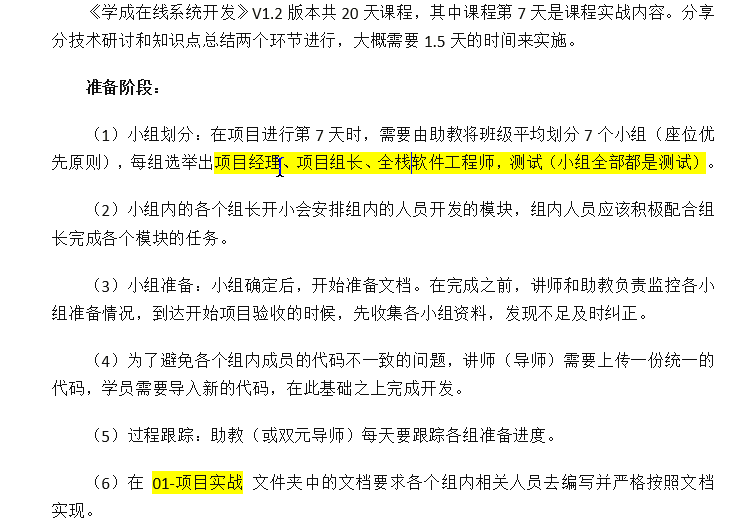 《学成在线系统开发》V1.2 版本共 20 天课程，其中课程第 7 天是课程实战内容。分享
分技术研讨和知识点总结两个环节进行，大概需要 1.5 天的时间来实施。
准备阶段：
（1）小组划分：在项目进行第 7 天时，需要由助教将班级平均划分 7 个小组（座位优
先原则），每组选举出项目经理、项目组长、全栈软件工程师，测试（小组全部都是测试）。
（2）小组内的各个组长开小会安排组内的人员开发的模块，组内人员应该积极配合组
长完成各个模块的任务。
（3）小组准备：小组确定后，开始准备文档。在完成之前，讲师和助教负责监控各小
组准备情况，到达开始项目验收的时候，先收集各小组资料，发现不足及时纠正。
（4）为了避免各个组内成员的代码不一致的问题，讲师（导师）需要上传一份统一的
代码，学员需要导入新的代码，在此基础之上完成开发。
（5）过程跟踪：助教（或双元导师）每天要跟踪各组准备进度。
（6）在 01-项目实战 文件夹中的文档要求各个组内相关人员去编写并严格按照文档
实现。